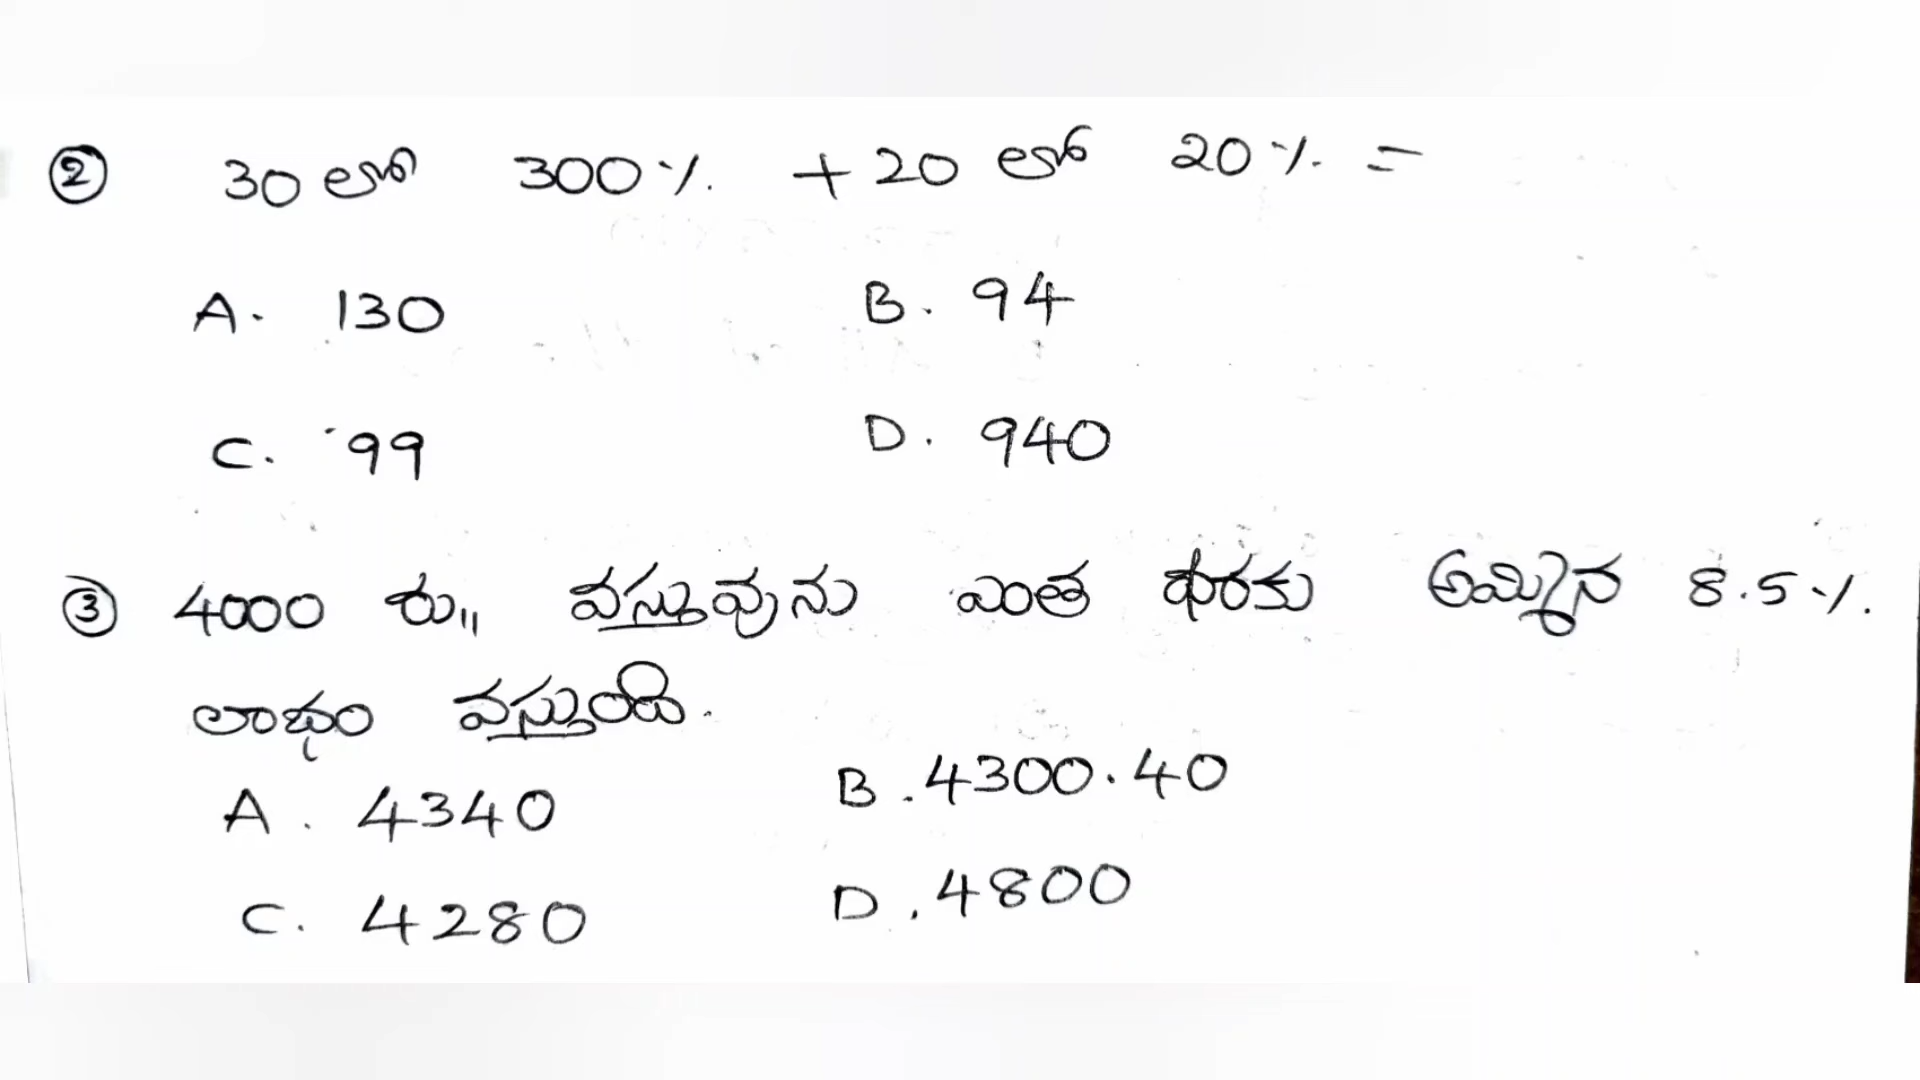 ② 30 లో 300% + 20 లో 20% =
A. 130 B. 94
C. 99 D. 940
③ 4000 రు॥ వస్తువును ఎంత ధరకు అమ్మిన 8.5%
లాభం వస్తుంది.
A. 4340 B. 4300.40
C. 4280 D. 4800